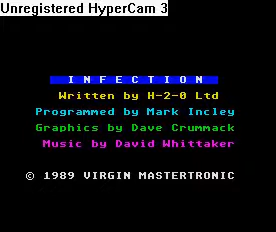 Unregistered HyperCam 3
INFECTION
Written by H-2-0 Ltd
Programmed by Mark Incley
Graphics by Dave Crummack
Music by David Whittaker
© 1989 VIRGIN MASTERTRONIC